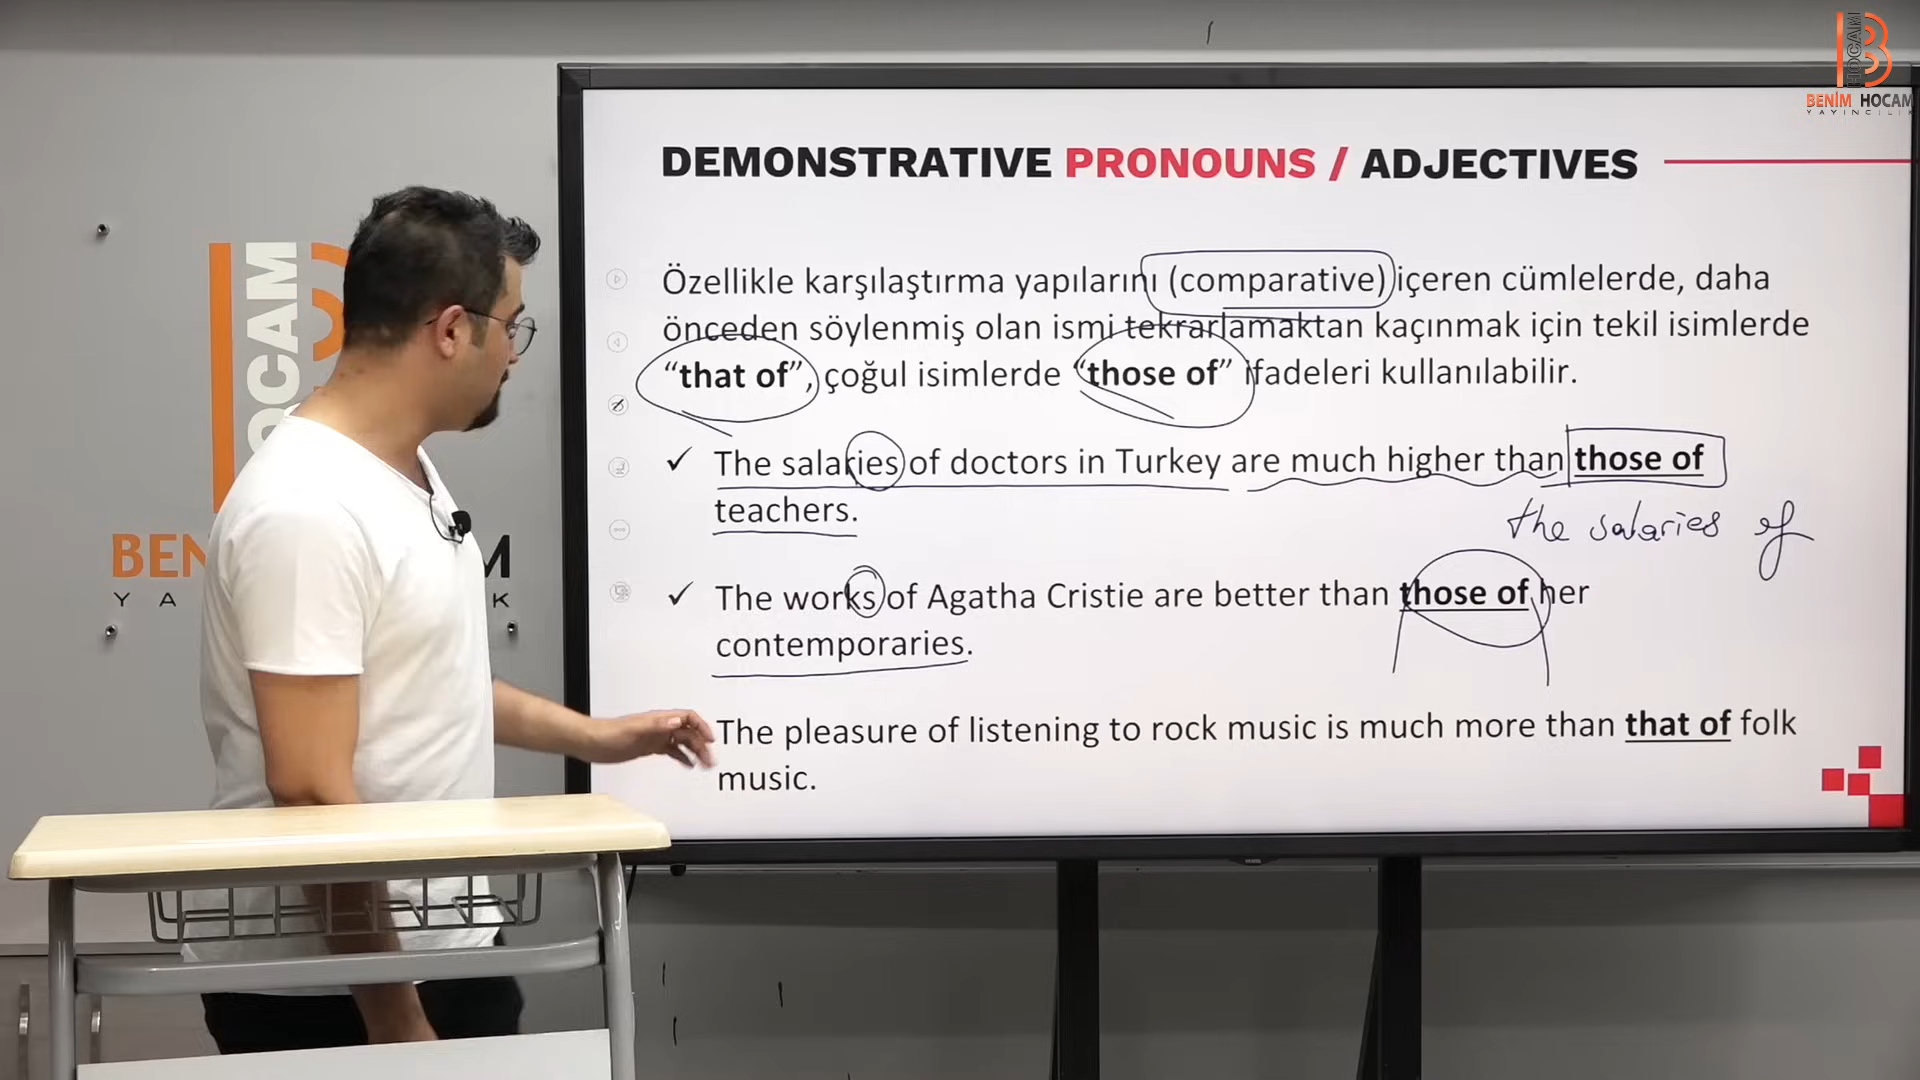 HOCAM
BENİM HOCAM
YAYINCILIK
DEMONSTRATIVE PRONOUNS / ADJECTIVES
Özellikle karşılaştırma yapılarını (comparative) içeren cümlelerde, daha
önceden söylenmiş olan ismi tekrarlamaktan kaçınmak için tekil isimlerde
“that of”, çoğul isimlerde “those of” ifadeleri kullanılabilir.
✓ The salaries of doctors in Turkey are much higher than those of
teachers.
the salaries of
✓ The works of Agatha Cristie are better than those of her
contemporaries.
The pleasure of listening to rock music is much more than that of folk
music.
OCAM
BEN M
Y A K